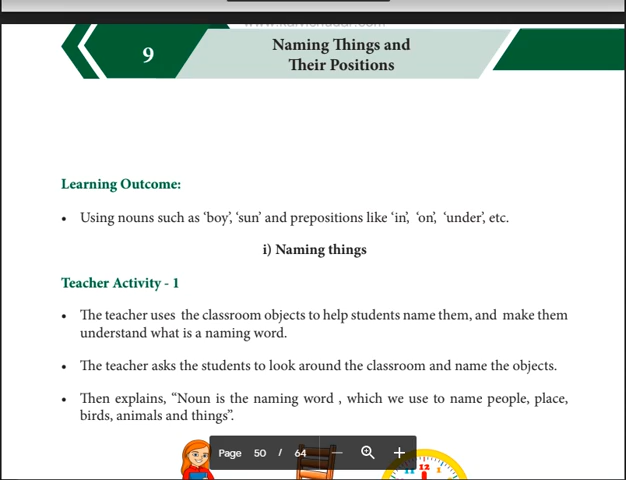 9
Naming Things and
Their Positions
Learning Outcome:
• Using nouns such as ‘boy’, ‘sun’ and prepositions like ‘in’, ‘on’, ‘under’, etc.
i) Naming things
Teacher Activity - 1
• The teacher uses the classroom objects to help students name them, and make them
understand what is a naming word.
• The teacher asks the students to look around the classroom and name the objects.
• Then explains, “Noun is the naming word , which we use to name people, place,
birds, animals and things”.
Page 50 / 64
11 12 1